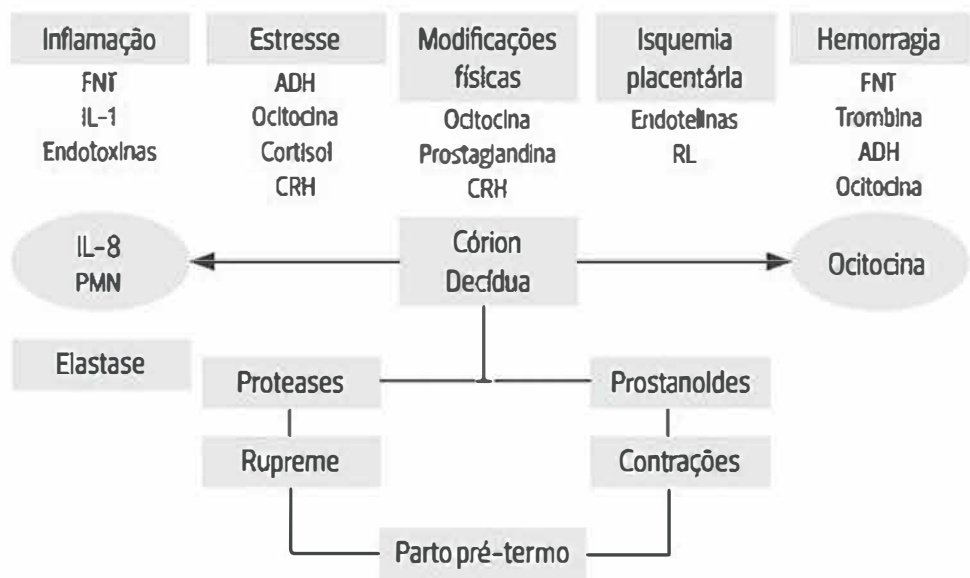 Inflamação
FNT
IL-1
Endotoxinas
Estresse
ADH
Ocitocina
Cortisol
CRH
Modificações
físicas
Ocitocina
Prostaglandina
CRH
Isquemia
placentária
Endotelinas
RL
Hemorragia
FNT
Trombina
ADH
Ocitocina
IL-8
PMN
Córion
Decídua
Ocitocina
Elastase
Proteases
Prostanoldes
Rupreme
Contrações
Parto pré-termo